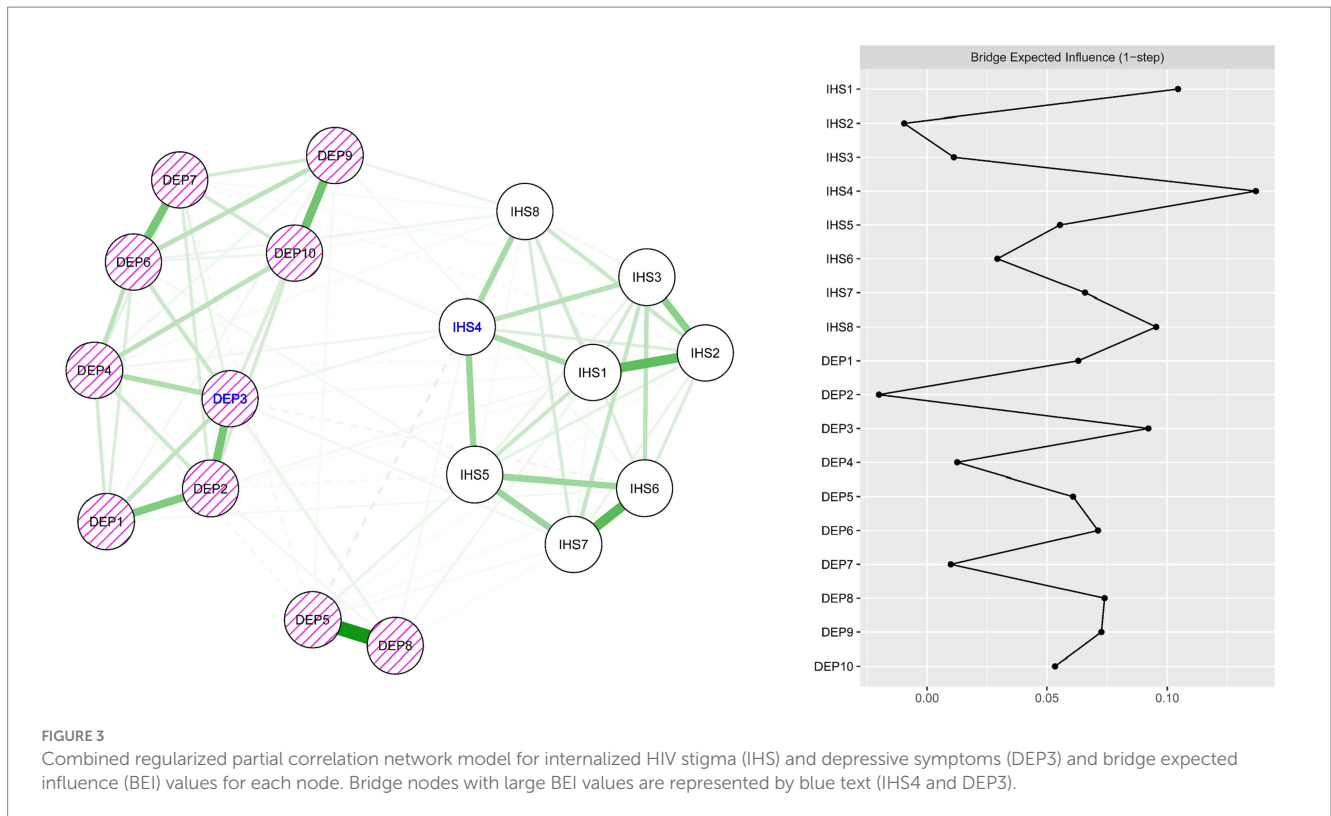 DEP9
DEP7
IHS8
DEP6
DEP10
IHS3
IHS4
IHS2
DEP4
IHS1
DEP3
IHS5
DEP2
IHS6
DEP1
IHS7
DEP5
DEP8
Bridge Expected Influence (1−step)
IHS1
IHS2
IHS3
IHS4
IHS5
IHS6
IHS7
IHS8
DEP1
DEP2
DEP3
DEP4
DEP5
DEP6
DEP7
DEP8
DEP9
DEP10
0.00 0.05 0.10
FIGURE 3
Combined regularized partial correlation network model for internalized HIV stigma (IHS) and depressive symptoms (DEP3) and bridge expected
influence (BEI) values for each node. Bridge nodes with large BEI values are represented by blue text (IHS4 and DEP3).